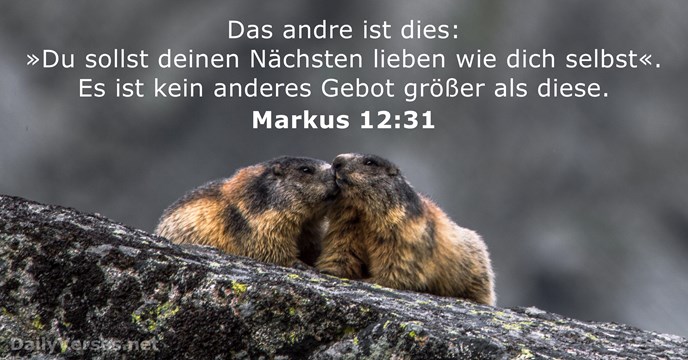 Das andre ist dies:
»Du sollst deinen Nächsten lieben wie dich selbst«.
Es ist kein anderes Gebot größer als diese.
Markus 12:31
DailyVerses.net